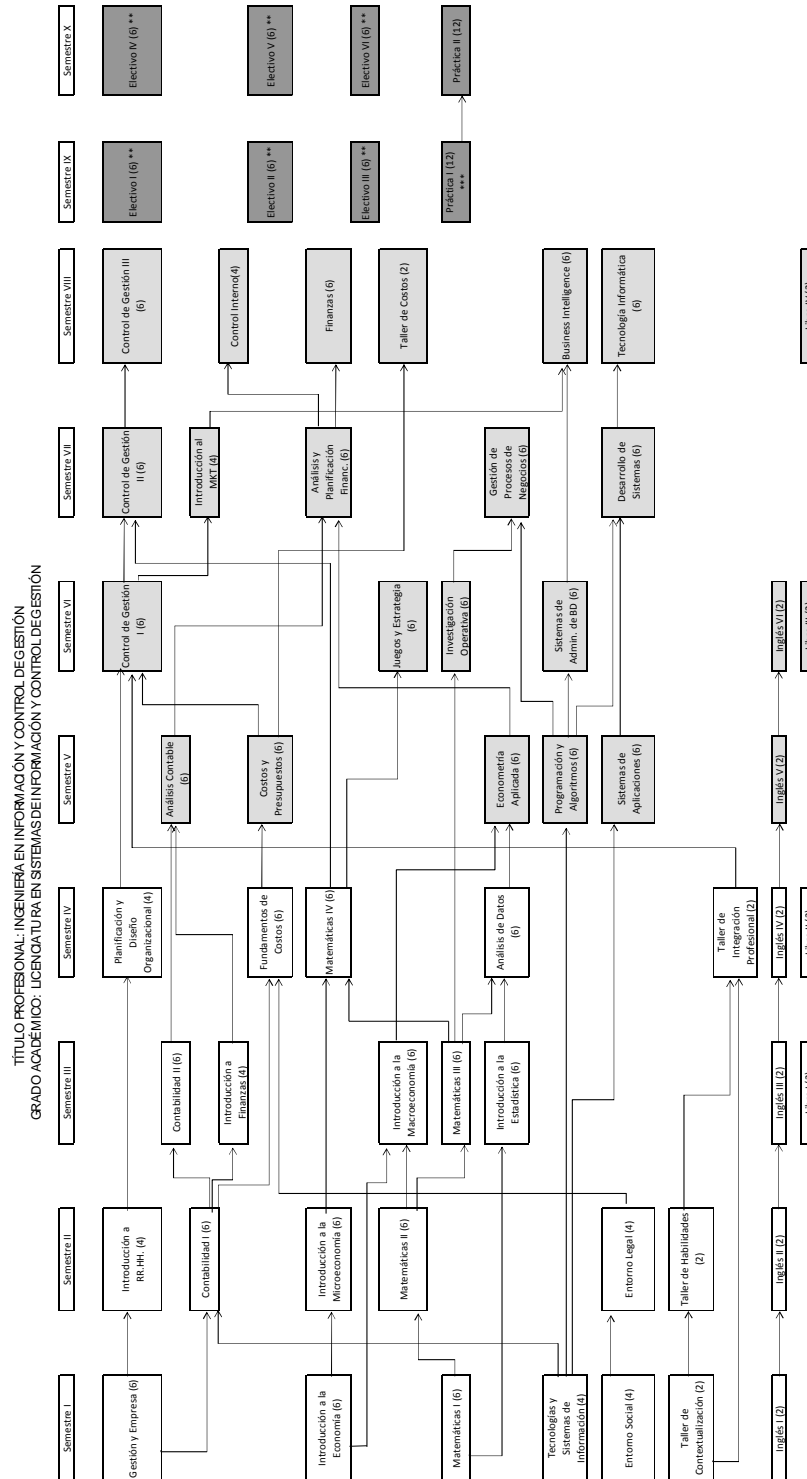 TÍTULO PROFESIONAL: INGENIERÍA EN INFORMACIÓN Y CONTROL DE GESTIÓN
GRADO ACADÉMICO: LICENCIATURA EN SISTEMAS DE INFORMACIÓN Y CONTROL DE GESTIÓN
Semestre I
Semestre II
Semestre III
Semestre IV
Semestre V
Semestre VI
Semestre VII
Semestre VIII
Semestre IX
Semestre X
Gestión y Empresa (6)
Introducción a
RR.HH. (4)
Planificación y
Diseño
Organizacional (4)
Control de Gestión
I (6)
Control de Gestión
II (6)
Control de Gestión III
(6)
Electivo I (6) **
Electivo IV (6) **
Contabilidad I (6)
Contabilidad II (6)
Análisis Contable
(6)
Introducción al
MKT (4)
Introducción a
Finanzas (4)
Control Interno(4)
Fundamentos de
Costos (6)
Costos y
Presupuestos (6)
Electivo II (6) **
Electivo V (6) **
Introducción a la
Economía (6)
Introducción a la
Microeconomía (6)
Matemáticas IV (6)
Análisis y
Planificación
Financ. (6)
Finanzas (6)
Electivo III (6) **
Electivo VI (6) **
Matemáticas II (6)
Introducción a la
Macroeconomía (6)
Juegos y Estrategia
(6)
Taller de Costos (2)
Matemáticas I (6)
Matemáticas III (6)
Investigación
Operativa (6)
Práctica I (12)
***
Práctica II (12)
Introducción a la
Estadística (6)
Análisis de Datos
(6)
Econometría
Aplicada (6)
Gestión de
Procesos de
Negocios (6)
Tecnologías y
Sistemas de
Información (4)
Programación y
Algoritmos (6)
Sistemas de
Admin. de BD (6)
Business Intelligence (6)
Entorno Social (4)
Entorno Legal (4)
Sistemas de
Aplicaciones (6)
Desarrollo de
Sistemas (6)
Tecnología Informática
(6)
Taller de
Contextualización (2)
Taller de Habilidades
(2)
Taller de
Integración
Profesional (2)
Inglés I (2)
Inglés II (2)
Inglés III (2)
Inglés IV (2)
Inglés V (2)
Inglés VI (2)